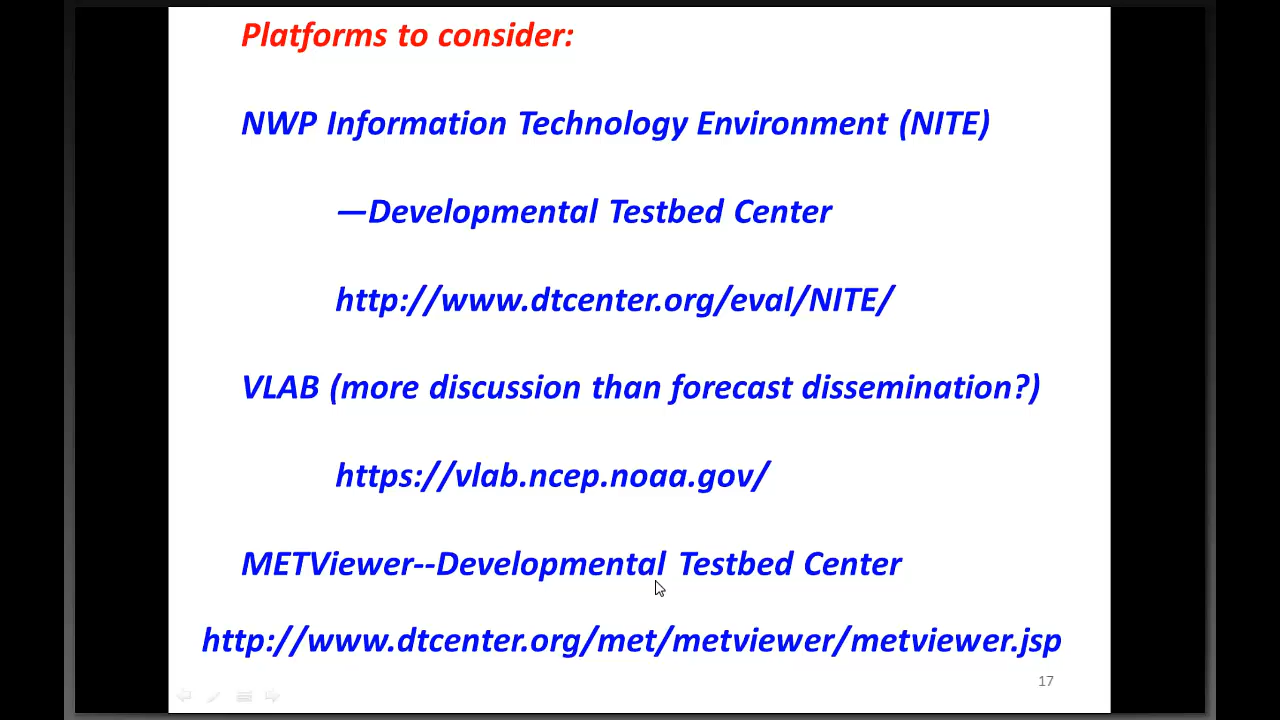 Platforms to consider:
NWP Information Technology Environment (NITE)
—Developmental Testbed Center
http://www.dtcenter.org/eval/NITE/
VLAB (more discussion than forecast dissemination?)
https://vlab.ncep.noaa.gov/
METViewer--Developmental Testbed Center
http://www.dtcenter.org/met/metviewer/metviewer.jsp
17